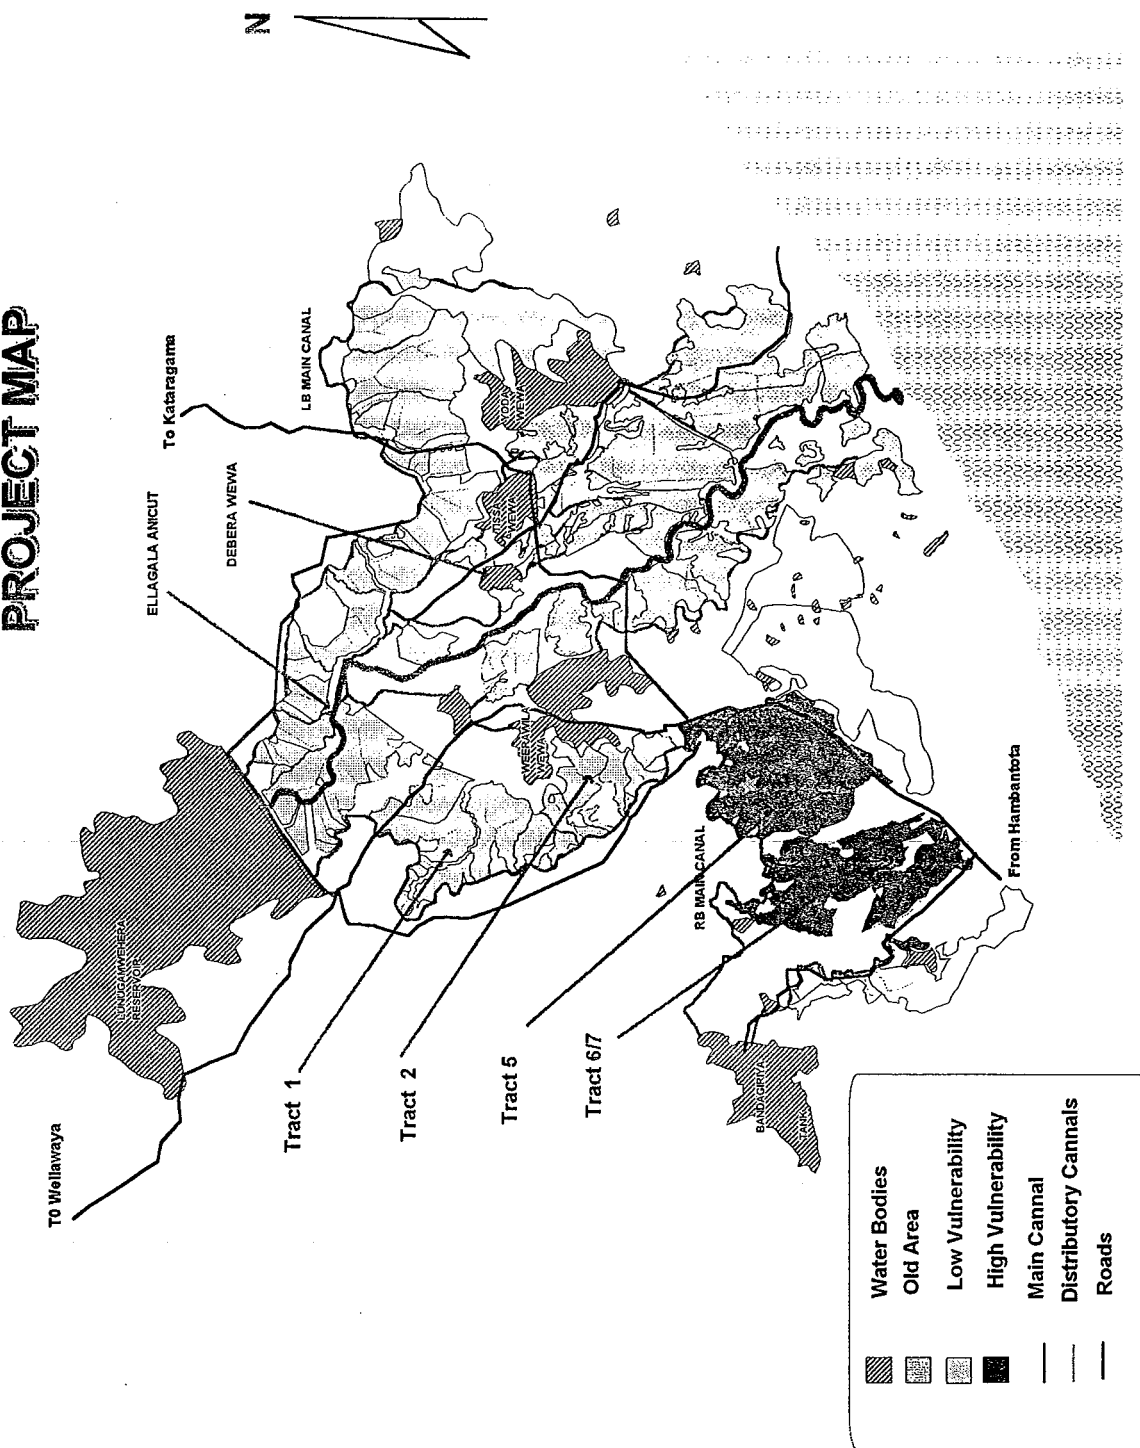 PROJECT MAP
N
To Kataragama
LB MAIN CANAL
ELLAGALA ANICUT
DEBERA WEWA
YODA
WEWA
TISSA
WEWA
WEERWILA
WEWA
LUNUGAMWEHERA
RESERVOIR
TO Wellawaya
Tract 1
Tract 2
Tract 5
Tract 6/7
RB MAIN CANAL
From Hambantota
BANDAGIRIYA
TANK
Water Bodies
Old Area
Low Vulnerability
High Vulnerability
Main Cannal
Distributory Cannals
Roads